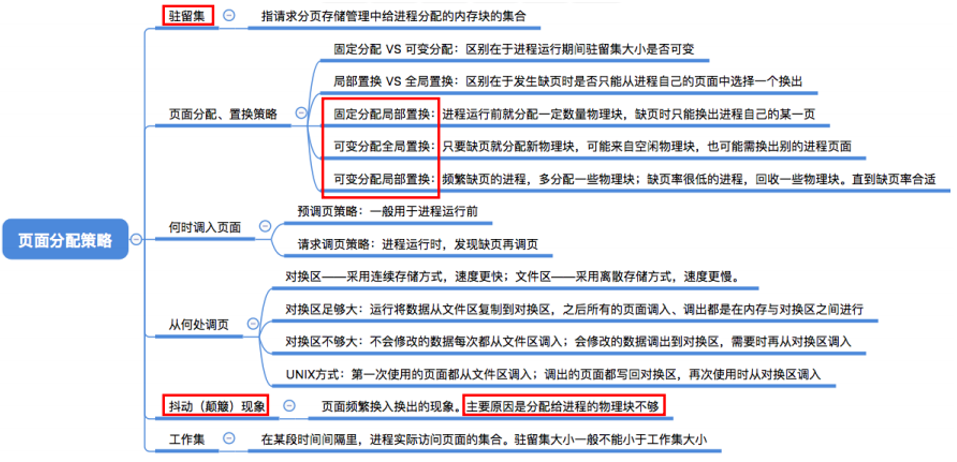 驻留集
指请求分页存储管理中给进程分配的内存块的集合
固定分配 VS 可变分配：区别在于进程运行期间驻留集大小是否可变
局部置换 VS 全局置换：区别在于发生缺页时是否只能从进程自己的页面中选择一个换出
页面分配、置换策略
固定分配局部置换：进程运行前就分配一定数量物理块，缺页时只能换出进程自己的某一页
可变分配全局置换：只要缺页就分配新物理块，可能来自空闲物理块，也可能需换出别的进程页面
可变分配局部置换：频繁缺页的进程，多分配一些物理块；缺页率很低的进程，回收一些物理块。直到缺页率合适
页面分配策略
何时调入页面
预调页策略：一般用于进程运行前
请求调页策略：进程运行时，发现缺页再调页
对换区——采用连续存储方式，速度更快；文件区——采用离散存储方式，速度更慢。
对换区足够大：运行将数据从文件区复制到对换区，之后所有的页面调入、调出都是在内存与对换区之间进行
从何处调页
对换区不够大：不会修改的数据每次都从文件区调入；会修改的数据调出到对换区，需要时再从对换区调入
UNIX方式：第一次使用的页面都从文件区调入；调出的页面都写回对换区，再次使用时从对换区调入
抖动（颠簸）现象
页面频繁换入换出的现象。主要原因是分配给进程的物理块不够
工作集
在某段时间间隔里，进程实际访问页面的集合。驻留集大小一般不能小于工作集大小